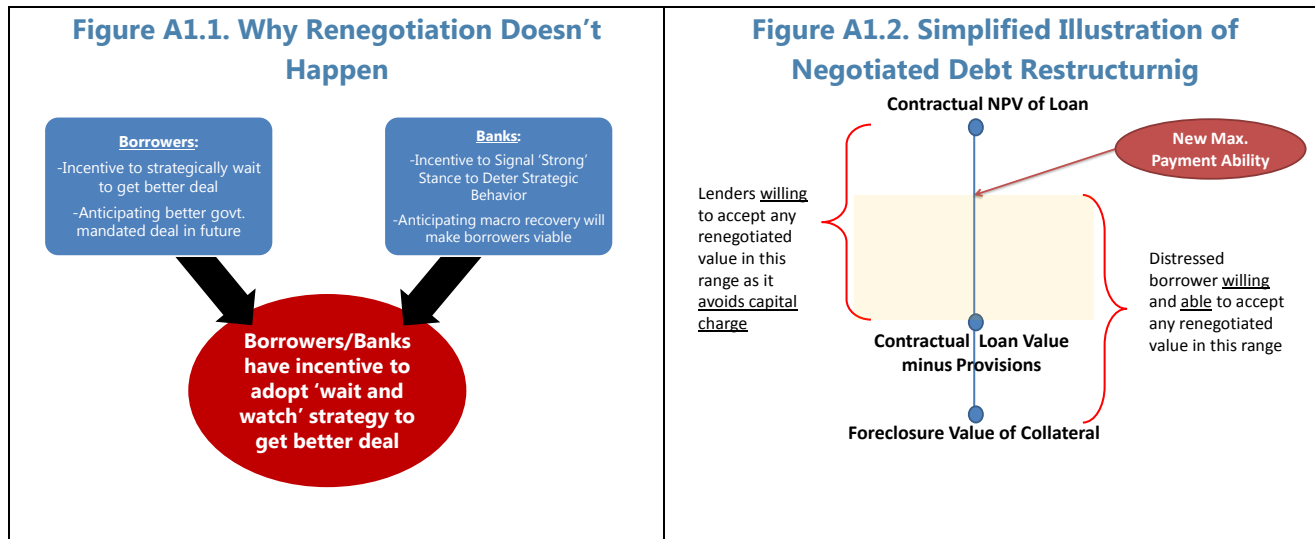 Figure A1.1. Why Renegotiation Doesn’t
Happen
Borrowers:
-Incentive to strategically wait
to get better deal
-Anticipating better govt.
mandated deal in future
Banks:
-Incentive to Signal ‘Strong’
Stance to Deter Strategic
Behavior
-Anticipating macro recovery will
make borrowers viable
Borrowers/Banks
have incentive to
adopt ‘wait and
watch’ strategy to
get better deal
Figure A1.2. Simplified Illustration of
Negotiated Debt Restructurnig
Contractual NPV of Loan
New Max.
Payment Ability
Lenders willing
to accept any
renegotiated
value in this
range as it
avoids capital
charge
Distressed
borrower willing
and able to accept
any renegotiated
value in this range
Contractual Loan Value
minus Provisions
Foreclosure Value of Collateral